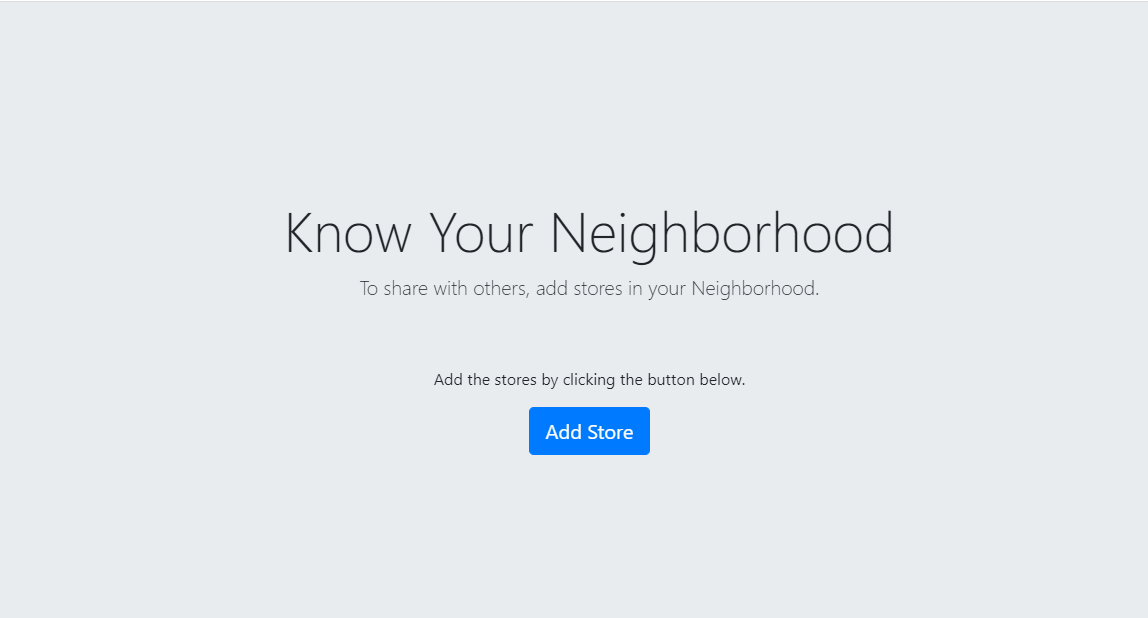 Know Your Neighborhood
To share with others, add stores in your Neighborhood.
Add the stores by clicking the button below.
Add Store